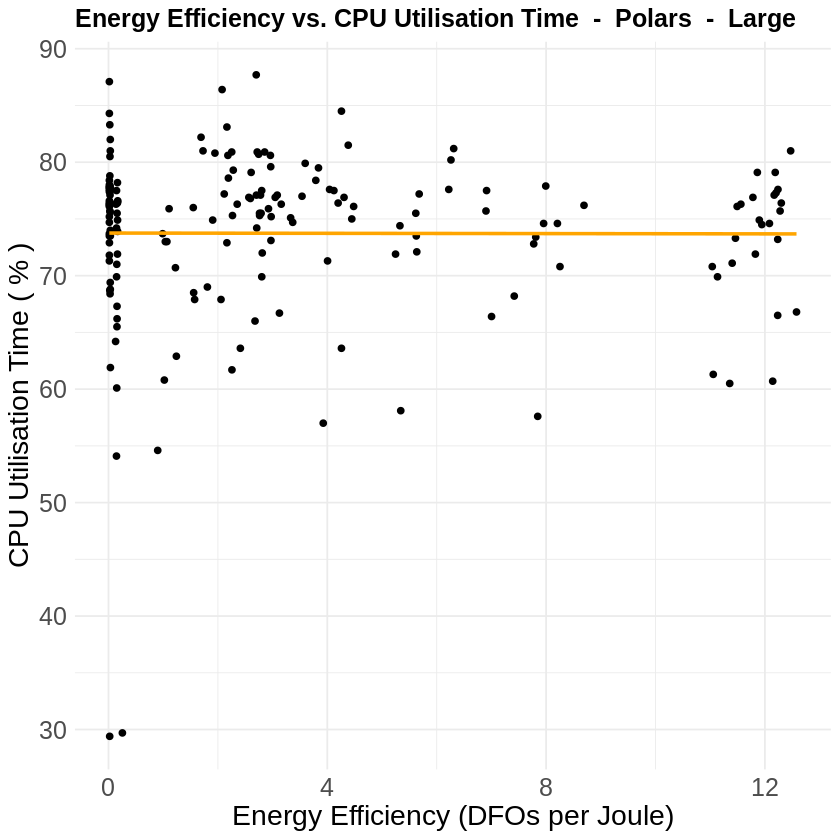 Energy Efficiency vs. CPU Utilisation Time - Polars - Large
90
80
70
60
50
40
30
CPU Utilisation Time ( % )
0 4 8 12
Energy Efficiency (DFOs per Joule)